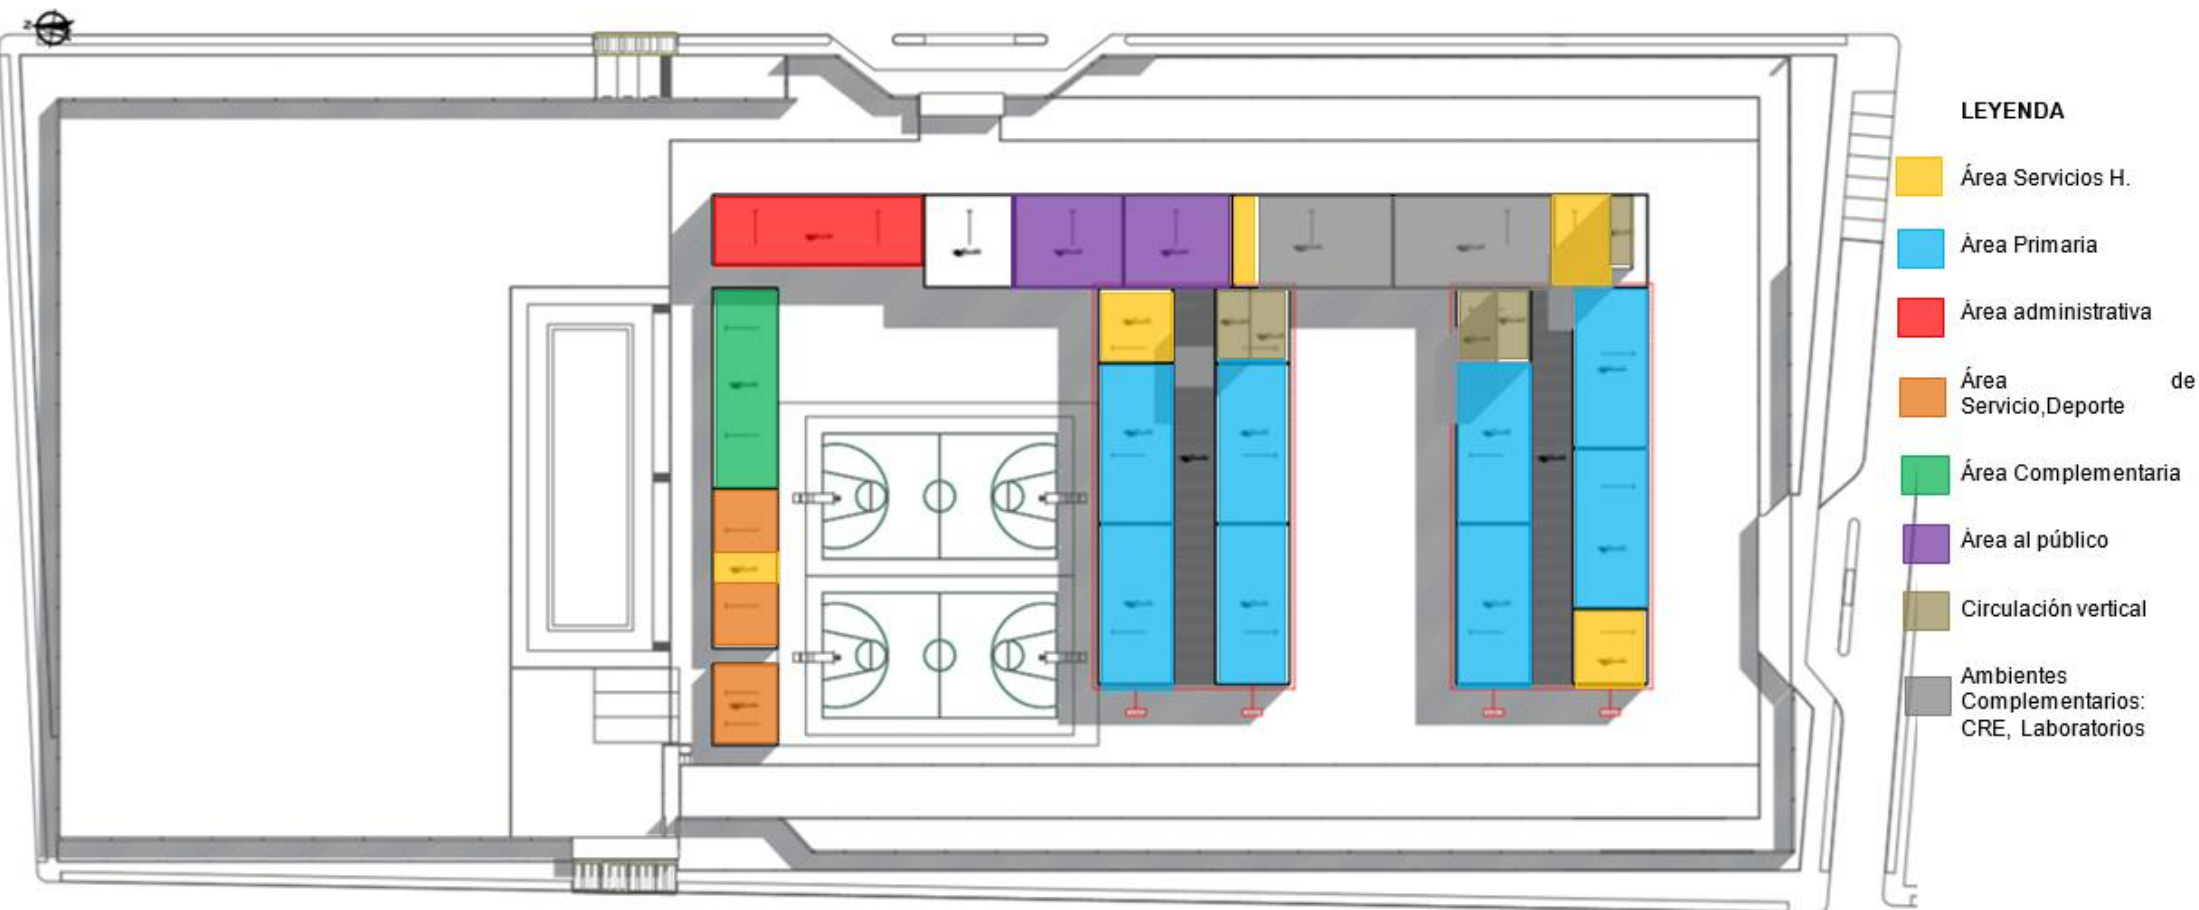 LEYENDA
Área Servicios H.
Área Primaria
Área administrativa
Área de
Servicio,Deporte
Área Complementaria
Área al público
Circulación vertical
Ambientes
Complementarios:
CRE, Laboratorios